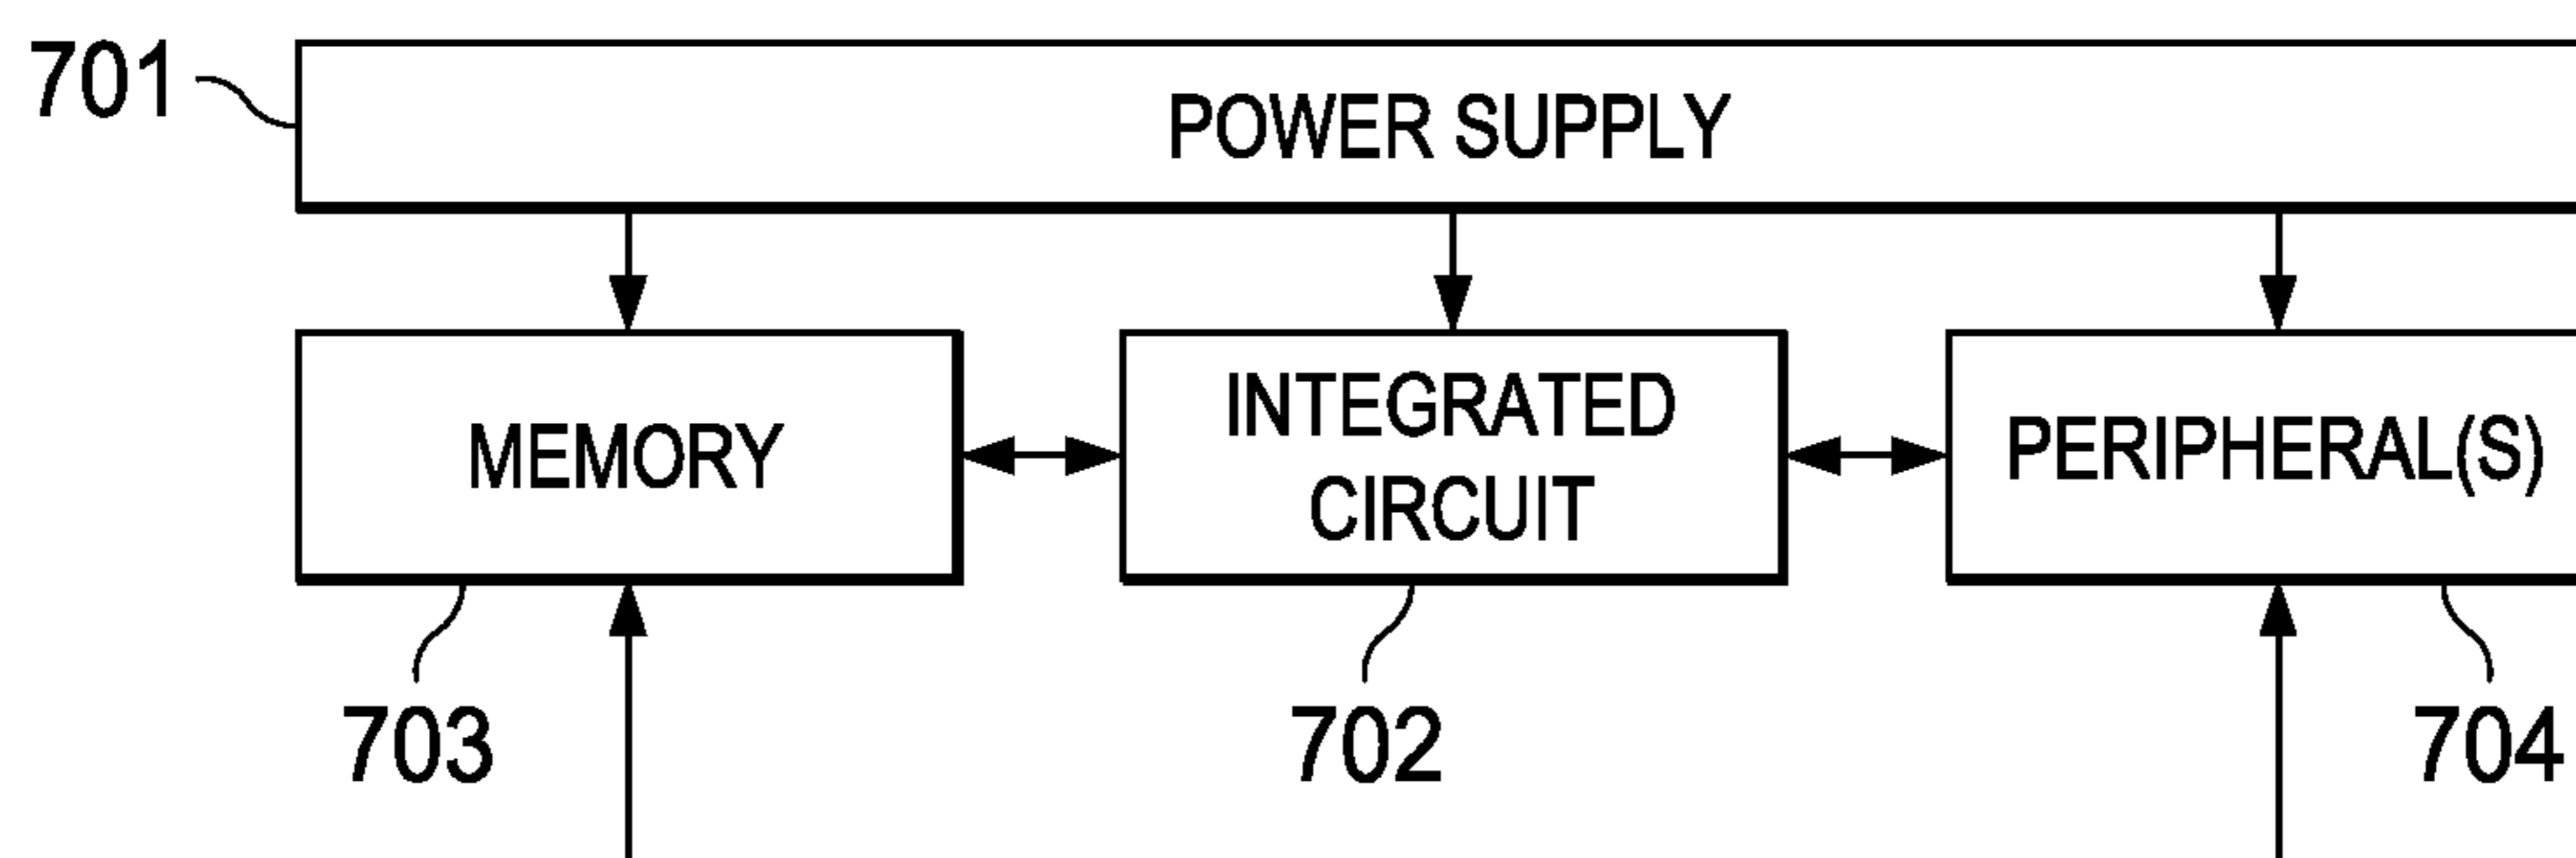 701
POWER SUPPLY
MEMORY
INTEGRATED
CIRCUIT
PERIPHERAL(S)
703
702
704